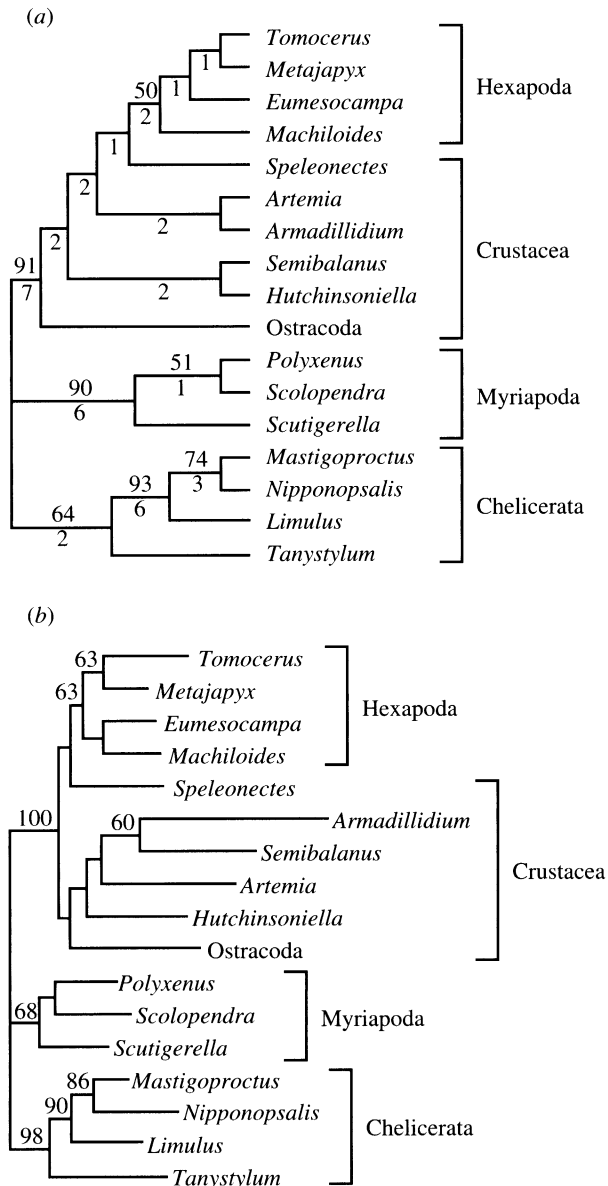 (a)
Tomocerus
1
Metajapyx
Hexapoda
1
50
Eumesocampa
2
Machiloides
1
Speleonectes
2
Artemia
2
Armadillidium
Crustacea
2
Semibalanus
91
2
7
Hutchinsoniella
Ostracoda
51
Polyxenus
90
1
Scolopendra
Myriapoda
6
Scutigerella
74
Mastigoproctus
93
3
Nipponopsalis
Chelicerata
64
6
Limulus
2
Tanystylum
(b)
63
Tomocerus
63
Metajapyx
Hexapoda
Eumesocampa
Machiloides
Speleonectes
100
60
Armadillidium
Semibalanus
Crustacea
Artemia
Hutchinsoniella
Ostracoda
Polyxenus
68
Scolopendra
Myriapoda
Scutigerella
86
Mastigoproctus
90
Nipponopsalis
Chelicerata
98
Limulus
Tanystylum